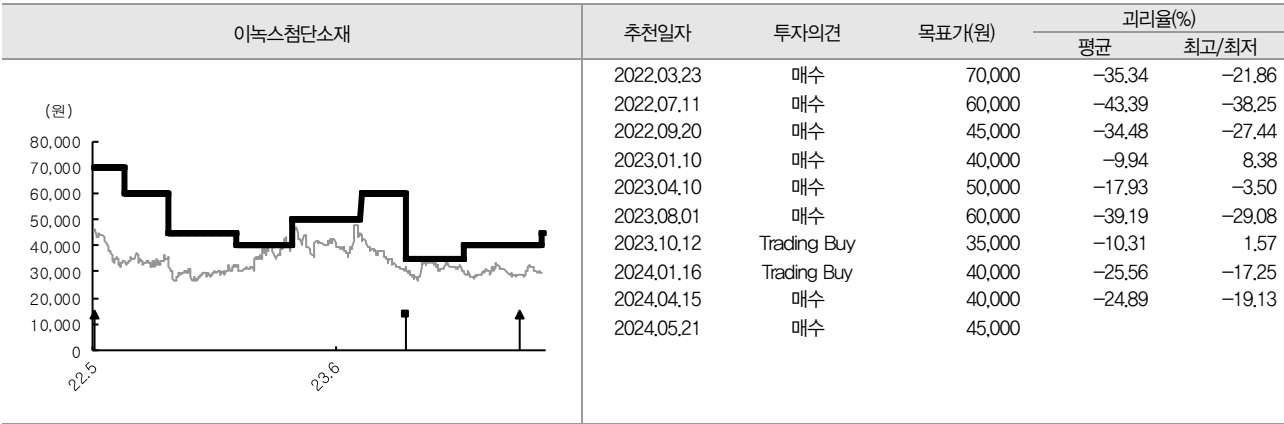 이녹스첨단소재
(원)
80,000
70,000
60,000
50,000
40,000
30,000
20,000
10,000
0
22.5
23.6
추천일자 투자의견 목표가(원) 괴리율(%)
평균 최고/최저
2022.03.23 매수 70,000 -35.34 -21.86
2022.07.11 매수 60,000 -43.39 -38.25
2022.09.20 매수 45,000 -34.48 -27.44
2023.01.10 매수 40,000 -9.94 8.38
2023.04.10 매수 50,000 -17.93 -3.50
2023.08.01 매수 60,000 -39.19 -29.08
2023.10.12 Trading Buy 35,000 -10.31 1.57
2024.01.16 Trading Buy 40,000 -25.56 -17.25
2024.04.15 매수 40,000 -24.89 -19.13
2024.05.21 매수 45,000